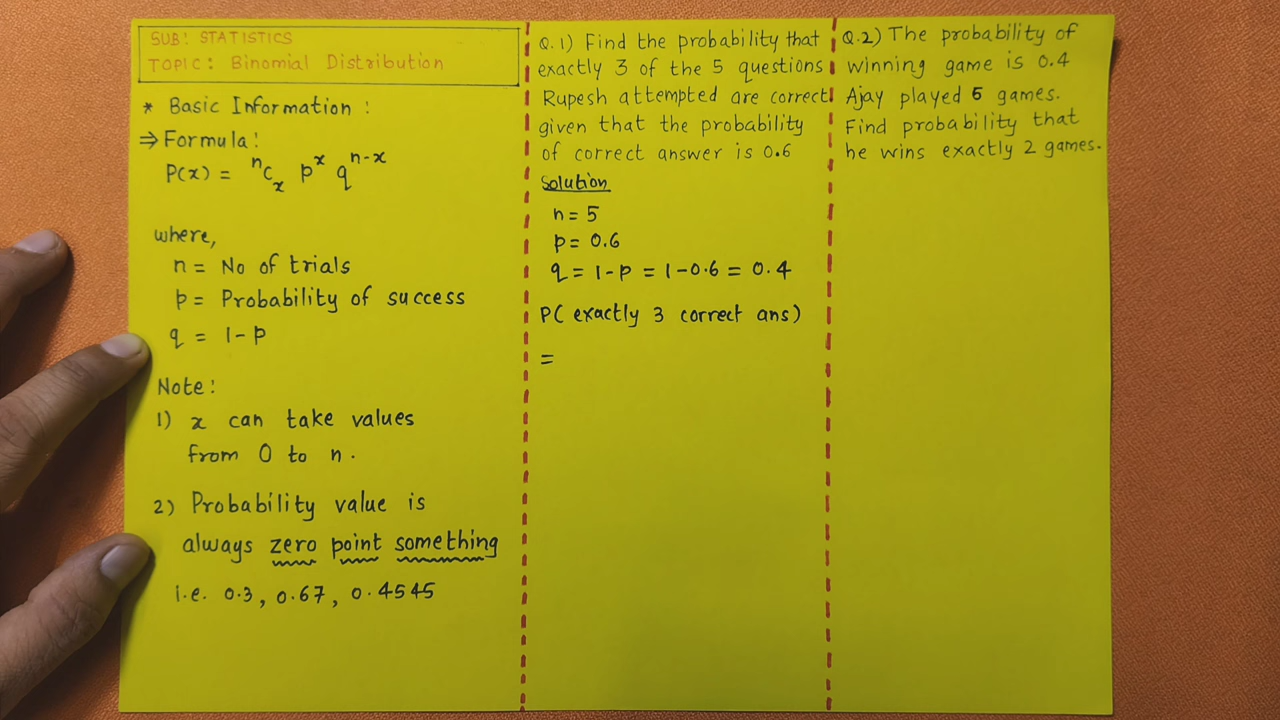 SUB: STATISTICS
TOPIC: Binomial Distribution
* Basic Information :
⇒ Formula:
P(x) = ⁿCₓ pˣ qⁿ⁻ˣ
where,
n = No of trials
p = Probability of success
q = 1 - p
Note:
1) x can take values
from 0 to n.
2) Probability value is
always zero point something
i.e. 0.3, 0.67, 0.4545
Q.1) Find the probability that
exactly 3 of the 5 questions
Rupesh attempted are correct
given that the probability
of correct answer is 0.6
Solution
n = 5
p = 0.6
q = 1-p = 1-0.6 = 0.4
P( exactly 3 correct ans)
=
Q.2) The probability of
winning game is 0.4
Ajay played 5 games.
Find probability that
he wins exactly 2 games.